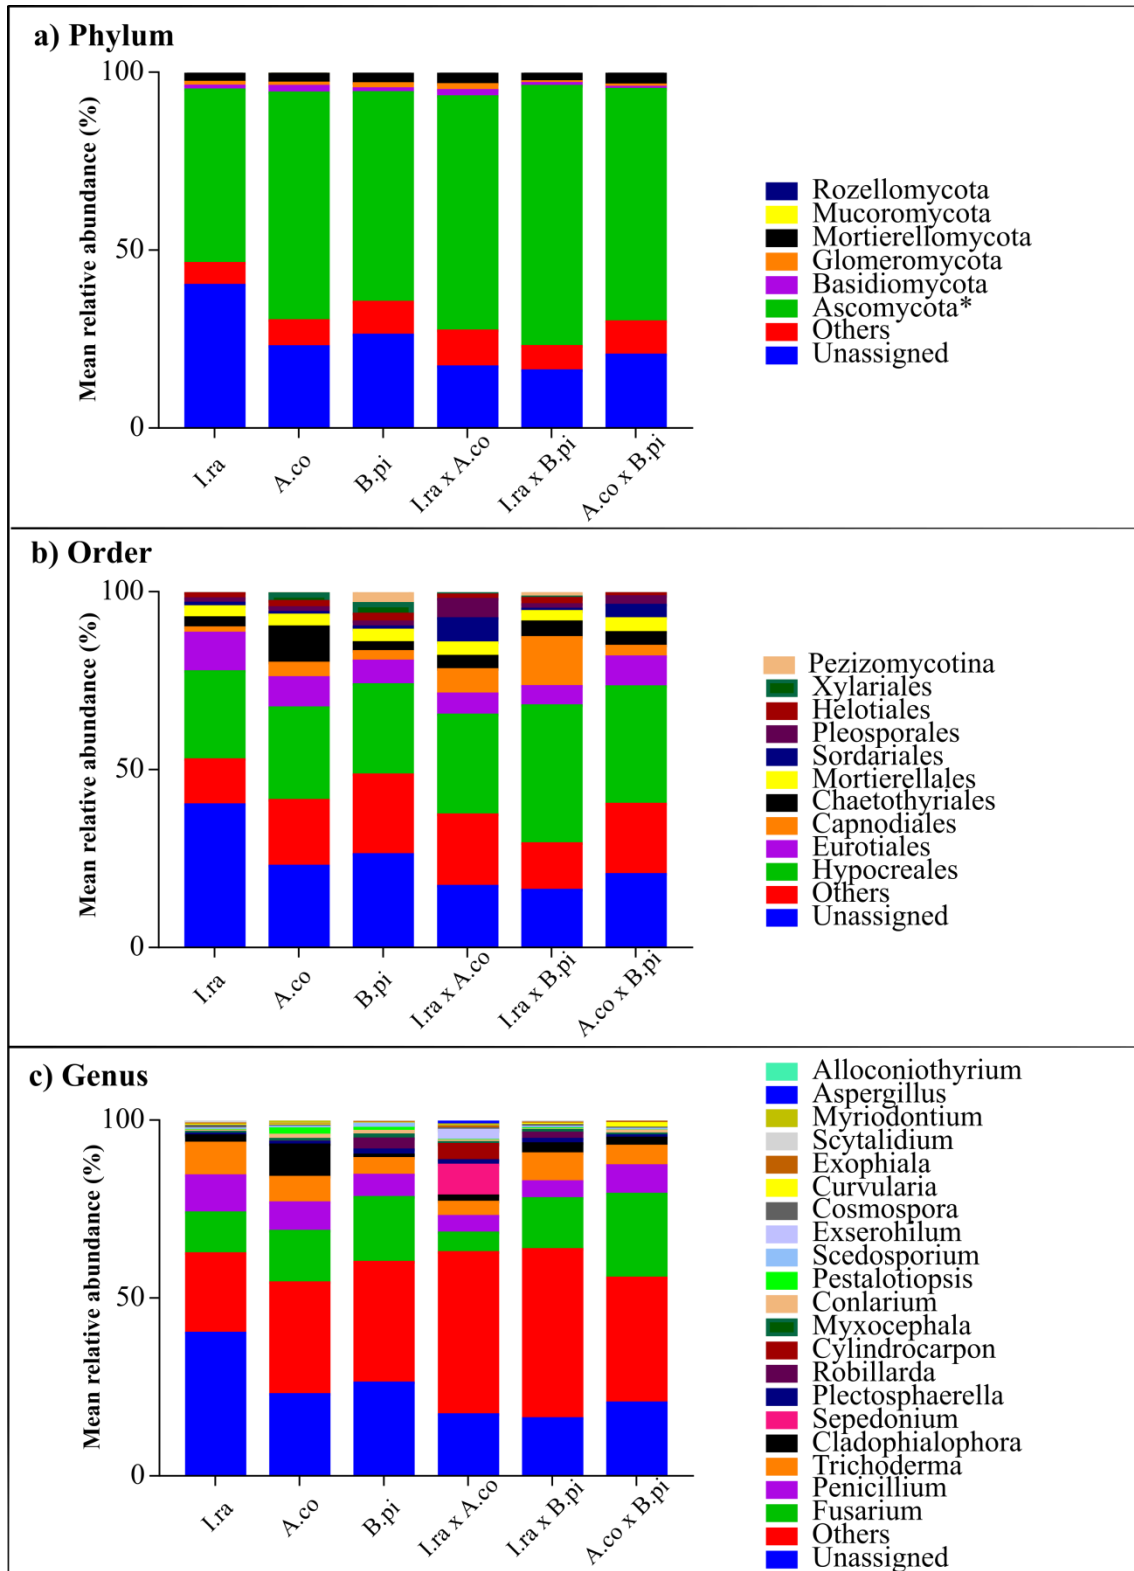 a) Phylum
Mean relative abundance (%)
100
50
0
I.ra
A.co
B.pi
I.ra x A.co
I.ra x B.pi
A.co x B.pi
Rozellomycota
Mucoromycota
Mortierellomycota
Glomeromycota
Basidiomycota
Ascomycota*
Others
Unassigned
b) Order
Mean relative abundance (%)
100
50
0
I.ra
A.co
B.pi
I.ra x A.co
I.ra x B.pi
A.co x B.pi
Pezizomycotina
Xylariales
Helotiales
Pleosporales
Sordariales
Mortierellales
Chaetothyriales
Capnodiales
Eurotiales
Hypocreales
Others
Unassigned
c) Genus
Mean relative abundance (%)
100
50
0
I.ra
A.co
B.pi
I.ra x A.co
I.ra x B.pi
A.co x B.pi
Alloconiothyrium
Aspergillus
Myriodontium
Scytalidium
Exophiala
Curvularia
Cosmospora
Exserohilum
Scedosporium
Pestalotiopsis
Conlarium
Myxocephala
Cylindrocarpon
Robillarda
Plectosphaerella
Sepedonium
Cladophialophora
Trichoderma
Penicillium
Fusarium
Others
Unassigned